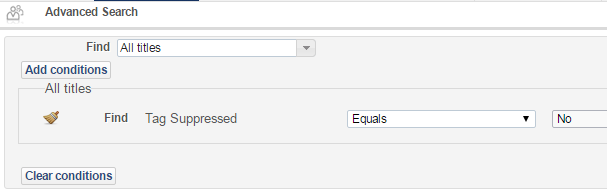 Advanced Search
Find All titles
Add conditions
All titles
Find Tag Suppressed Equals No
Clear conditions